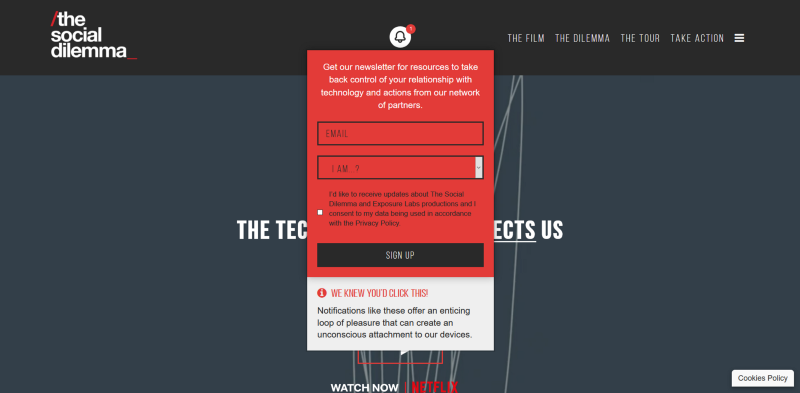 /the
social
dilemma_
1
THE FILM THE DILEMMA THE TOUR TAKE ACTION
Get our newsletter for resources to take
back control of your relationship with
technology and actions from our network
of partners.
EMAIL
I AM ?
I'd like to receive updates about The Social
Dilemma and Exposure Labs productions and I
consent to my data being used in accordance
with the Privacy Policy
SIGN UP
THE TEC ECTS US
WE KNEW YOU'D CLICK THIS!
Notifications like these offer an enticing
loop of pleasure that can create an
unconscious attachment to our devices.
Cookies Policy
WATCH NOW | NETFLIX